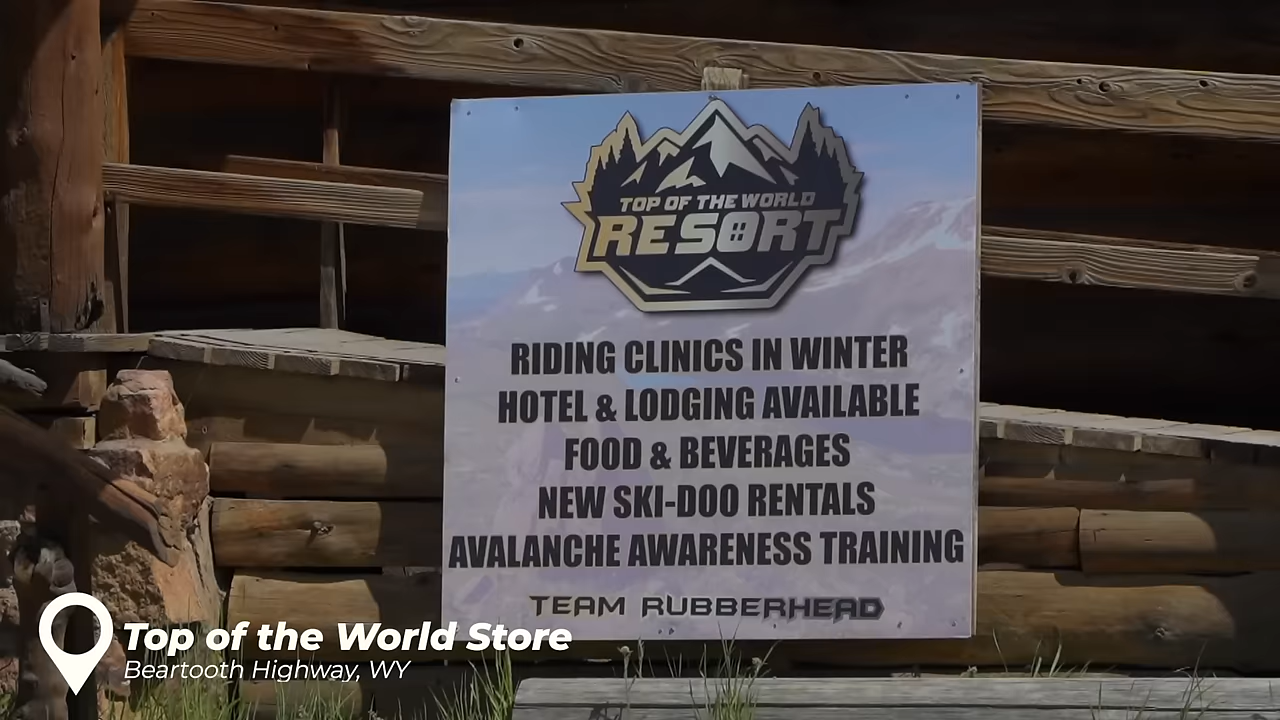 TOP OF THE WORLD
RESORT
RIDING CLINICS IN WINTER
HOTEL & LODGING AVAILABLE
FOOD & BEVERAGES
NEW SKI-DOO RENTALS
AVALANCHE AWARENESS TRAINING
TEAM RUBBERHEAD
Top of the World Store
Beartooth Highway, WY